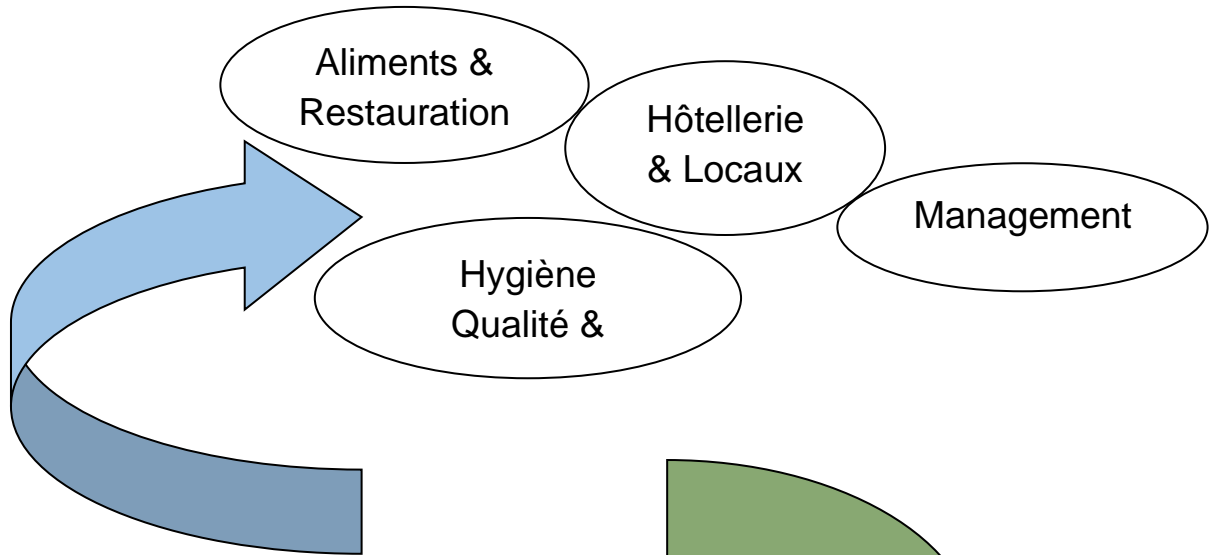 Aliments &
Restauration
Hôtellerie
& Locaux
Management
Hygiène
Qualité &